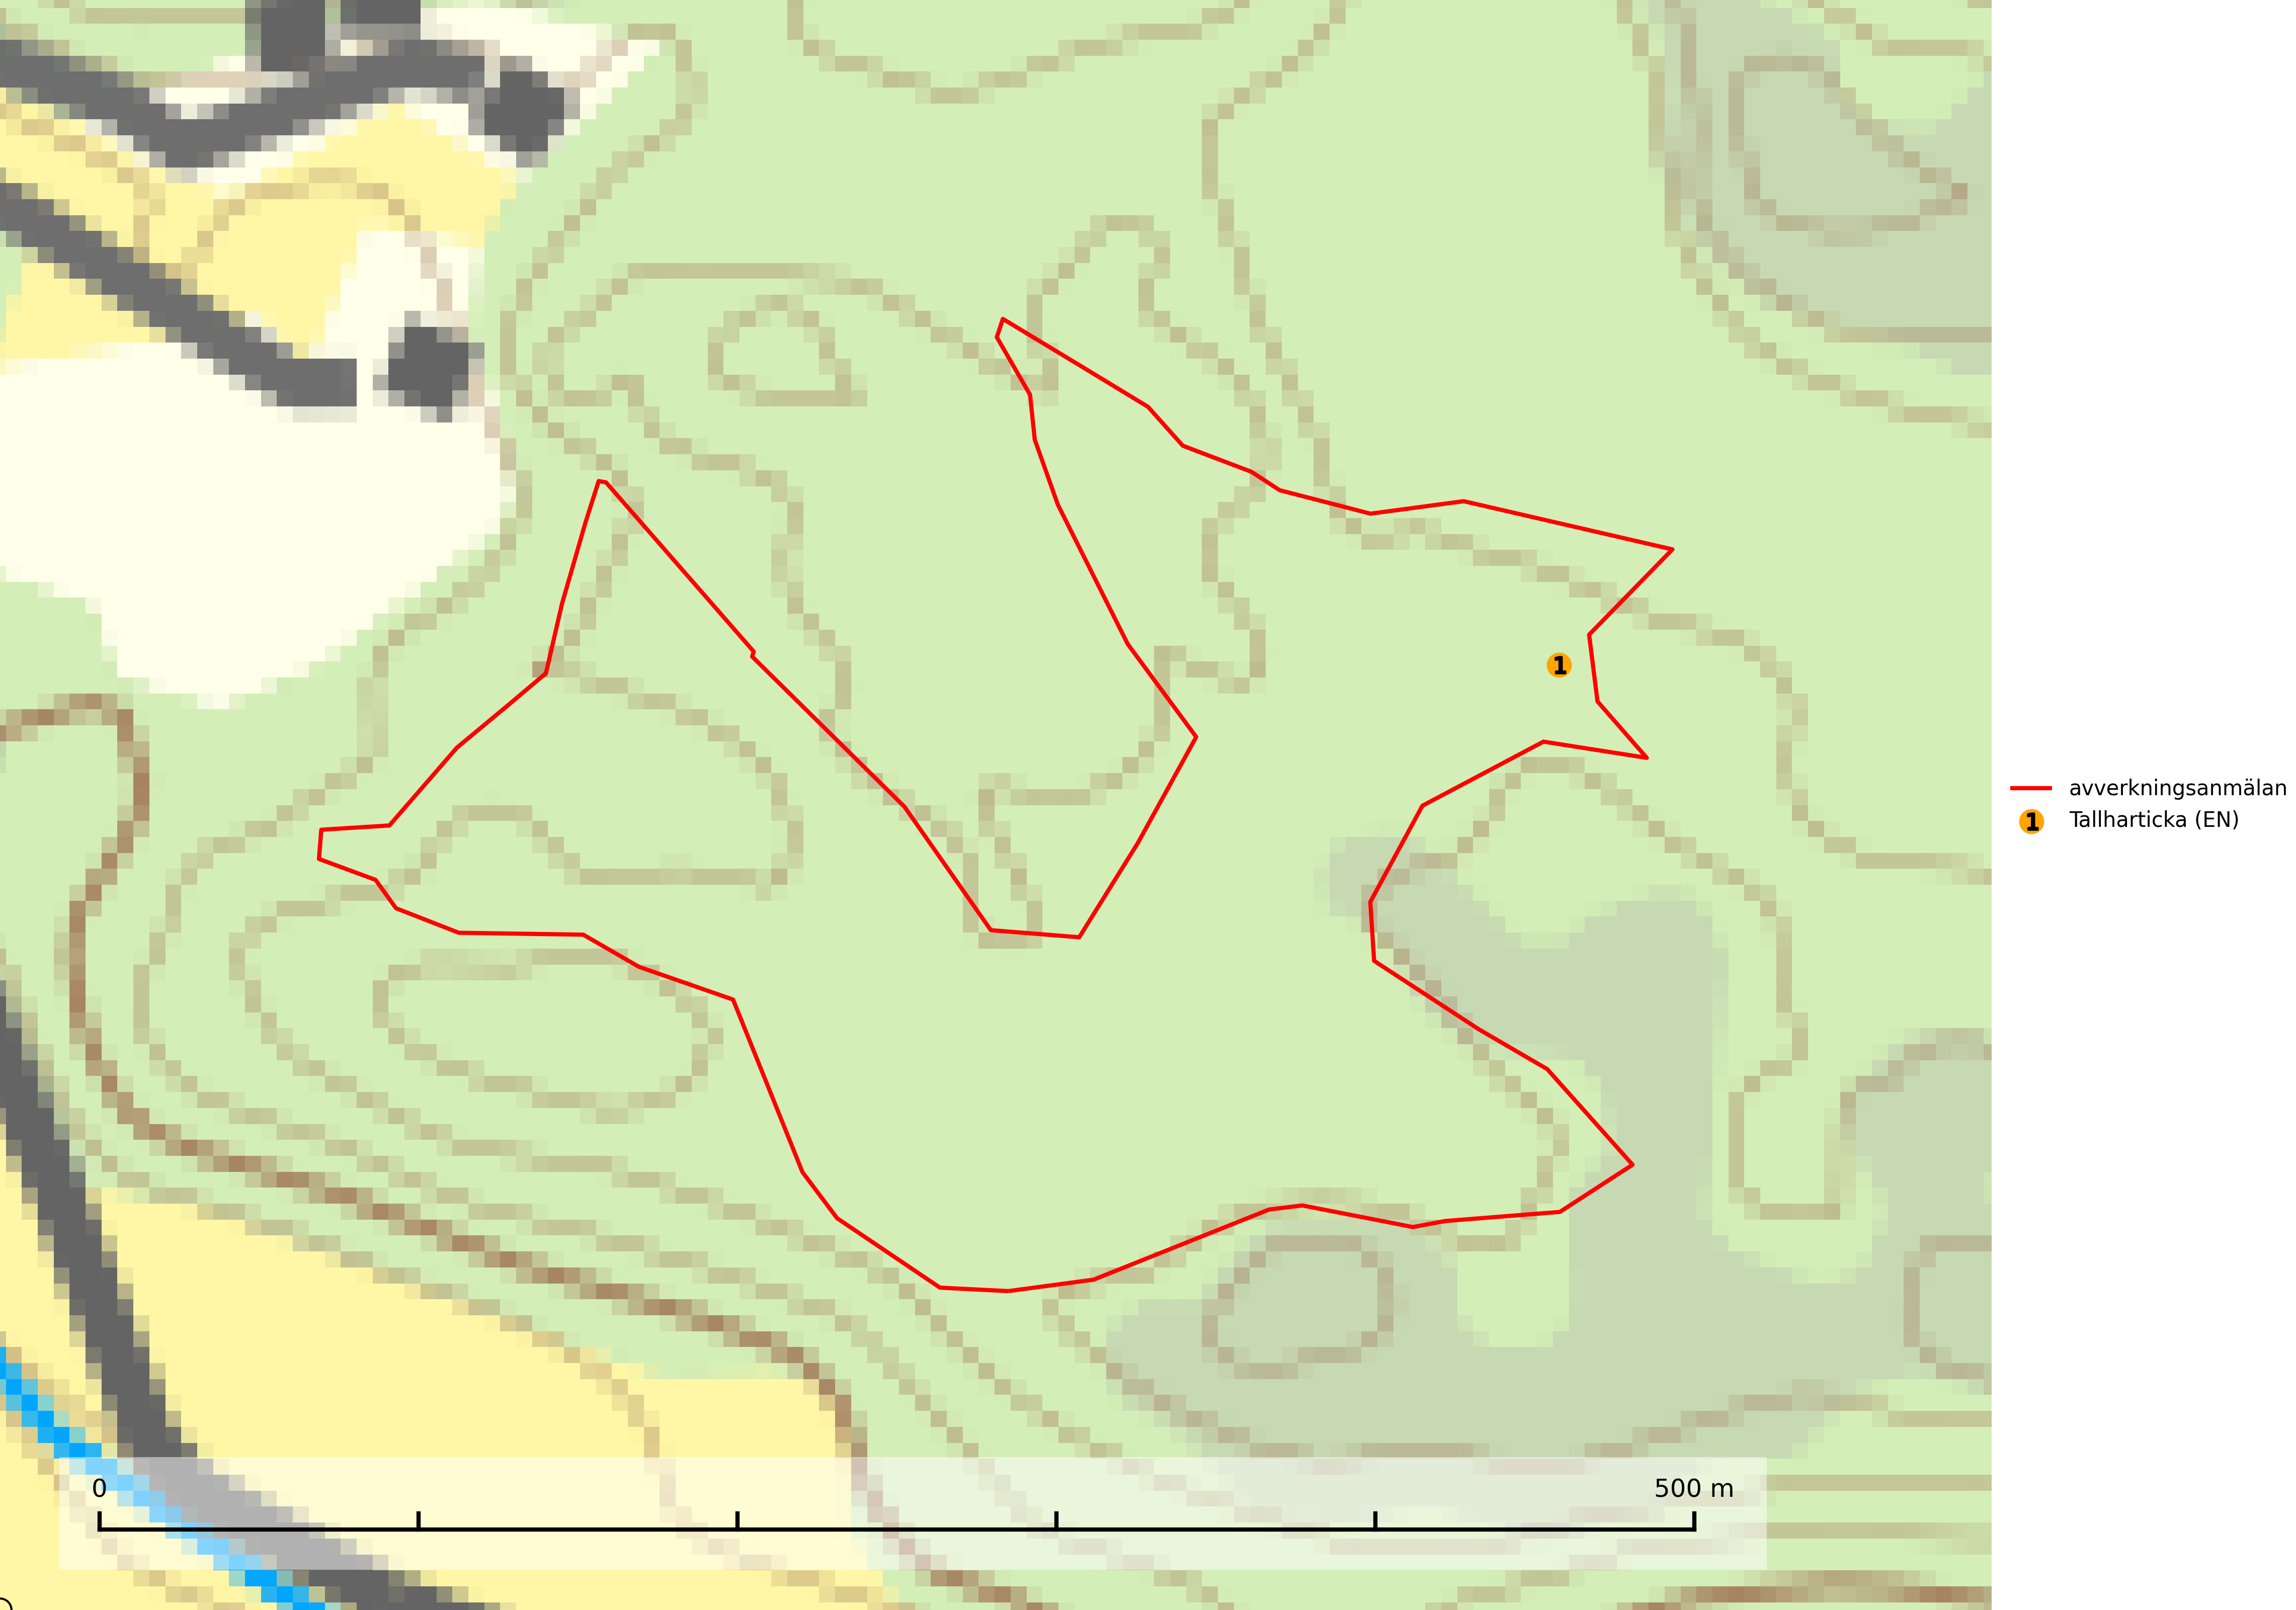 1
avverkningsanmälan
1 Tallharticka (EN)
0 500 m